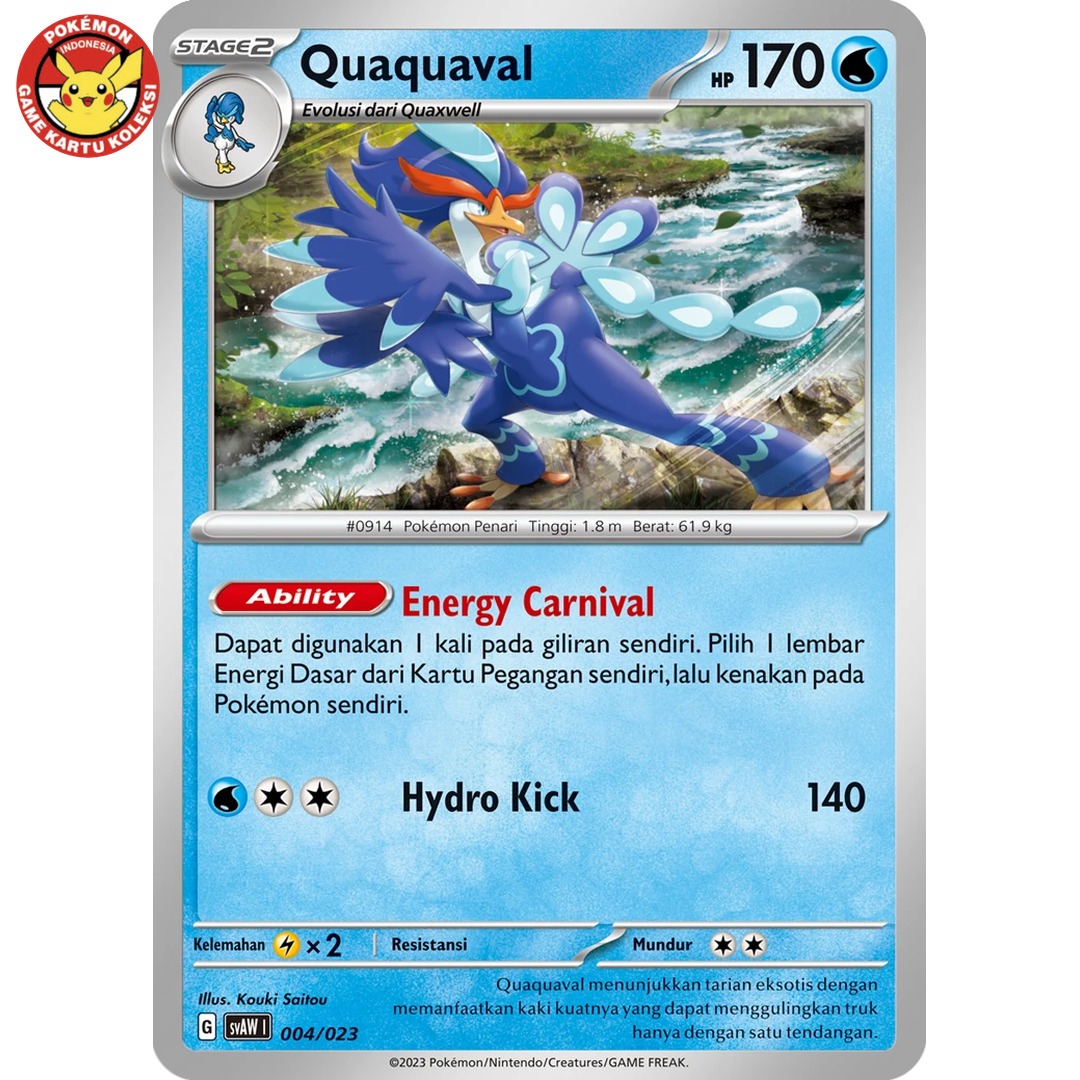 POKÉMON
INDONESIA
GAME KARTU KOLEKSI
STAGE2
Quaquaval
HP 170
Evolusi dari Quaxwell
#0914 Pokémon Penari Tinggi: 1.8 m Berat: 61.9 kg
Ability Energy Carnival
Dapat digunakan 1 kali pada giliran sendiri. Pilih 1 lembar
Energi Dasar dari Kartu Pegangan sendiri, lalu kenakan pada
Pokémon sendiri.
Hydro Kick 140
Kelemahan ×2 Resistansi Mundur
Quaquaval menunjukkan tarian eksotis dengan
memanfaatkan kaki kuatnya yang dapat menggulingkan truk
hanya dengan satu tendangan.
Illus. Kouki Saitou
G svAW I 004/023
©2023 Pokémon/Nintendo/Creatures/GAME FREAK.